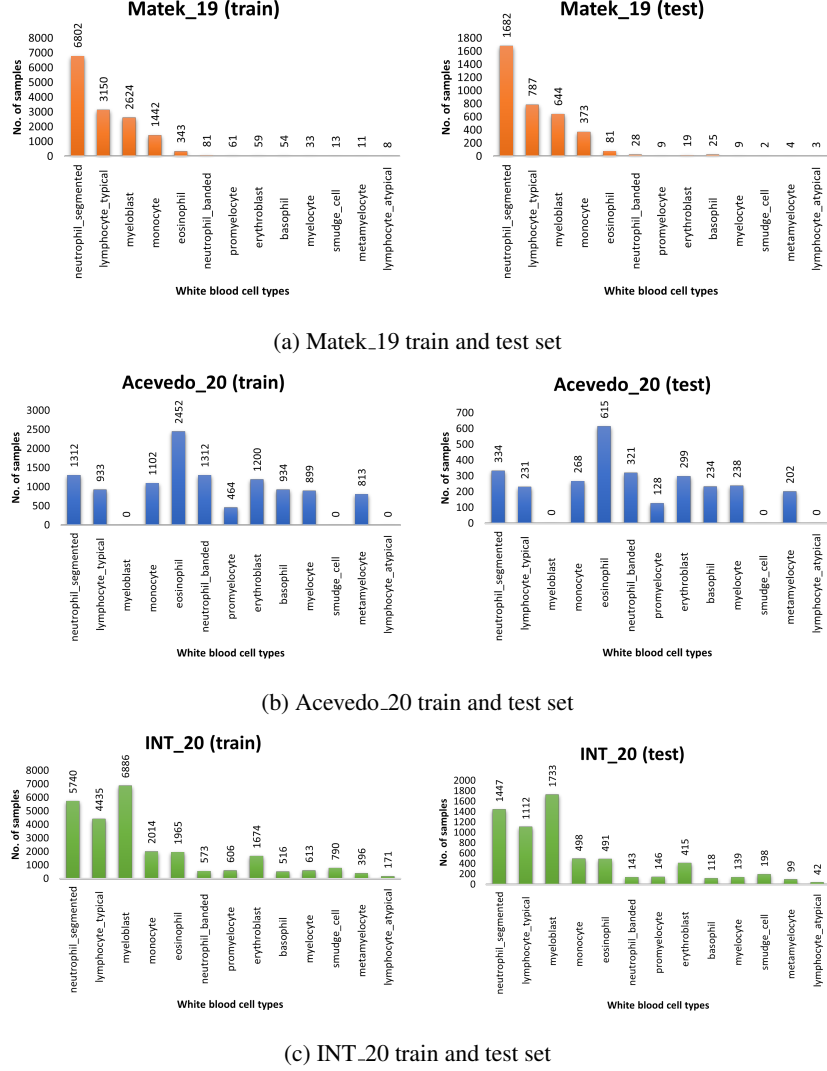 Matek_19 (train)
No. of samples
8000
7000
6000
5000
4000
3000
2000
1000
0
6802
3150
2624
1442
343
81
61
59
54
33
13
11
8
neutrophil_segmented
lymphocyte_typical
myeloblast
monocyte
eosinophil
neutrophil_banded
promyelocyte
erythroblast
basophil
myelocyte
smudge_cell
metamyelocyte
lymphocyte_atypical
White blood cell types
Matek_19 (test)
No. of samples
1800
1600
1400
1200
1000
800
600
400
200
0
1682
787
644
373
81
28
9
19
25
9
2
4
3
neutrophil_segmented
lymphocyte_typical
myeloblast
monocyte
eosinophil
neutrophil_banded
promyelocyte
erythroblast
basophil
myelocyte
smudge_cell
metamyelocyte
lymphocyte_atypical
White blood cell types
(a) Matek_19 train and test set
Acevedo_20 (train)
No. of samples
3000
2500
2000
1500
1000
500
0
1312
933
0
1102
2452
1312
464
1200
934
899
0
813
0
neutrophil_segmented
lymphocyte_typical
myeloblast
monocyte
eosinophil
neutrophil_banded
promyelocyte
erythroblast
basophil
myelocyte
smudge_cell
metamyelocyte
lymphocyte_atypical
White blood cell types
Acevedo_20 (test)
No. of samples
700
600
500
400
300
200
100
0
334
231
0
268
615
321
128
299
234
238
0
202
0
neutrophil_segmented
lymphocyte_typical
myeloblast
monocyte
eosinophil
neutrophil_banded
promyelocyte
erythroblast
basophil
myelocyte
smudge_cell
metamyelocyte
lymphocyte_atypical
White blood cell types
(b) Acevedo_20 train and test set
INT_20 (train)
No. of samples
8000
7000
6000
5000
4000
3000
2000
1000
0
5740
4435
6886
2014
1965
573
606
1674
516
613
790
396
171
neutrophil_segmented
lymphocyte_typical
myeloblast
monocyte
eosinophil
neutrophil_banded
promyelocyte
erythroblast
basophil
myelocyte
smudge_cell
metamyelocyte
lymphocyte_atypical
White blood cell types
INT_20 (test)
No. of samples
2000
1800
1600
1400
1200
1000
800
600
400
200
0
1447
1112
1733
498
491
143
146
415
118
139
198
99
42
neutrophil_segmented
lymphocyte_typical
myeloblast
monocyte
eosinophil
neutrophil_banded
promyelocyte
erythroblast
basophil
myelocyte
smudge_cell
metamyelocyte
lymphocyte_atypical
White blood cell types
(c) INT_20 train and test set